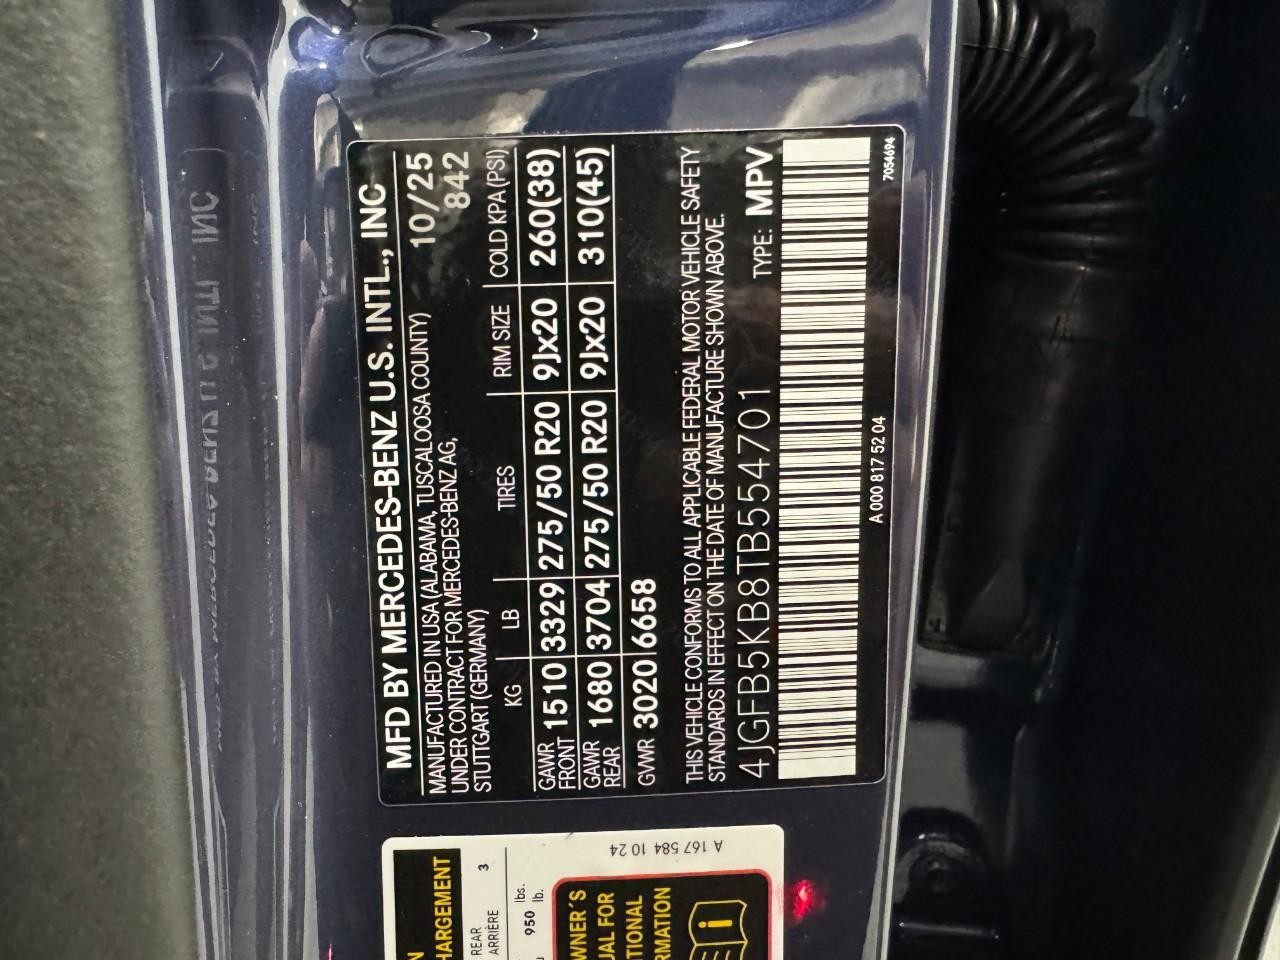 MFD BY MERCEDES-BENZ U.S. INTL., INC
MANUFACTURED IN USA (ALABAMA, TUSCALOOSA COUNTY) 10/25
UNDER CONTRACT FOR MERCEDES-BENZ AG, 842
STUTTGART (GERMANY)
KG LB TIRES RIM SIZE COLD KPA (PSI)
GAWR FRONT 1510 3329 275/50 R20 9Jx20 260(38)
GAWR REAR 1680 3704 275/50 R20 9Jx20 310(45)
GVWR 3020 6658
THIS VEHICLE CONFORMS TO ALL APPLICABLE FEDERAL MOTOR VEHICLE SAFETY
STANDARDS IN EFFECT ON THE DATE OF MANUFACTURE SHOWN ABOVE.
4JGFB5KB8TB554701 TYPE: MPV
A 000 817 52 04
7054694
HARGEMENT
REAR 3
ARRIÈRE
950 lbs.
lb.
WNER´S
UAL FOR
TIONAL
RMATION
A 167 584 10 24